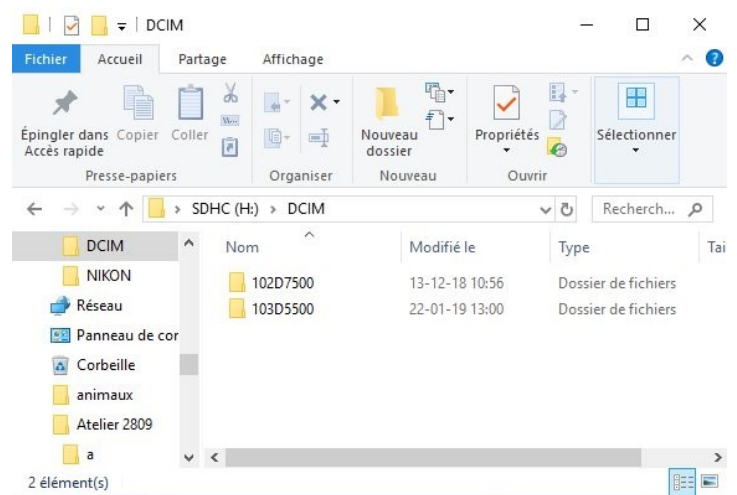 DCIM
Fichier Accueil Partage Affichage
Épingler dans Accès rapide
Copier
Coller
Nouveau dossier
Propriétés
Sélectionner
Presse-papiers Organiser Nouveau Ouvrir
SDHC (H:) DCIM Recherch...
Nom Modifié le Type Tai
DCIM
NIKON
Réseau
Panneau de cor
Corbeille
animaux
Atelier 2809
a
102D7500 13-12-18 10:56 Dossier de fichiers
103D5500 22-01-19 13:00 Dossier de fichiers
2 élément(s)